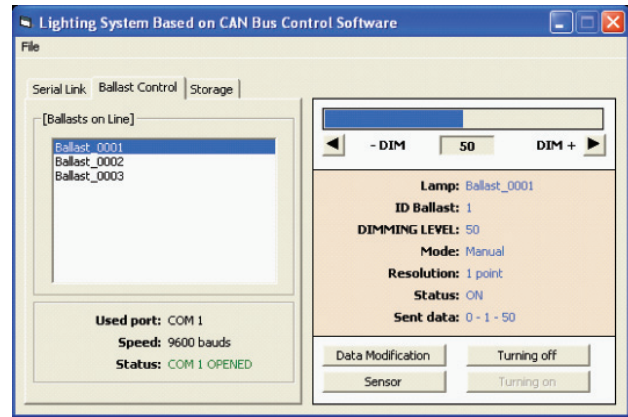 Lighting System Based on CAN Bus Control Software
File
Serial Link Ballast Control Storage
[Ballasts on Line]
Ballast_0001
Ballast_0002
Ballast_0003
Used port: COM 1
Speed: 9600 bauds
Status: COM 1 OPENED
- DIM 50 DIM +
Lamp: Ballast_0001
ID Ballast: 1
DIMMING LEVEL: 50
Mode: Manual
Resolution: 1 point
Status: ON
Sent data: 0 - 1 - 50
Data Modification Turning off
Sensor Turning on